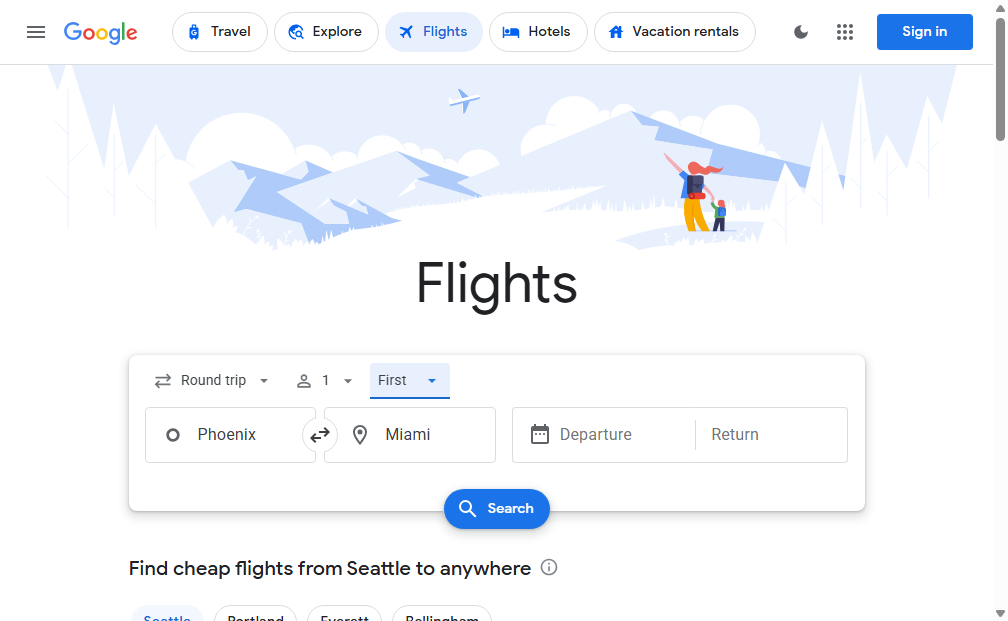 Google
Travel
Explore
Flights
Hotels
Vacation rentals
Sign in
Flights
Round trip
1
First
Phoenix
Miami
Departure
Return
Search
Find cheap flights from Seattle to anywhere
Seattle
Portland
Everett
Bellingham